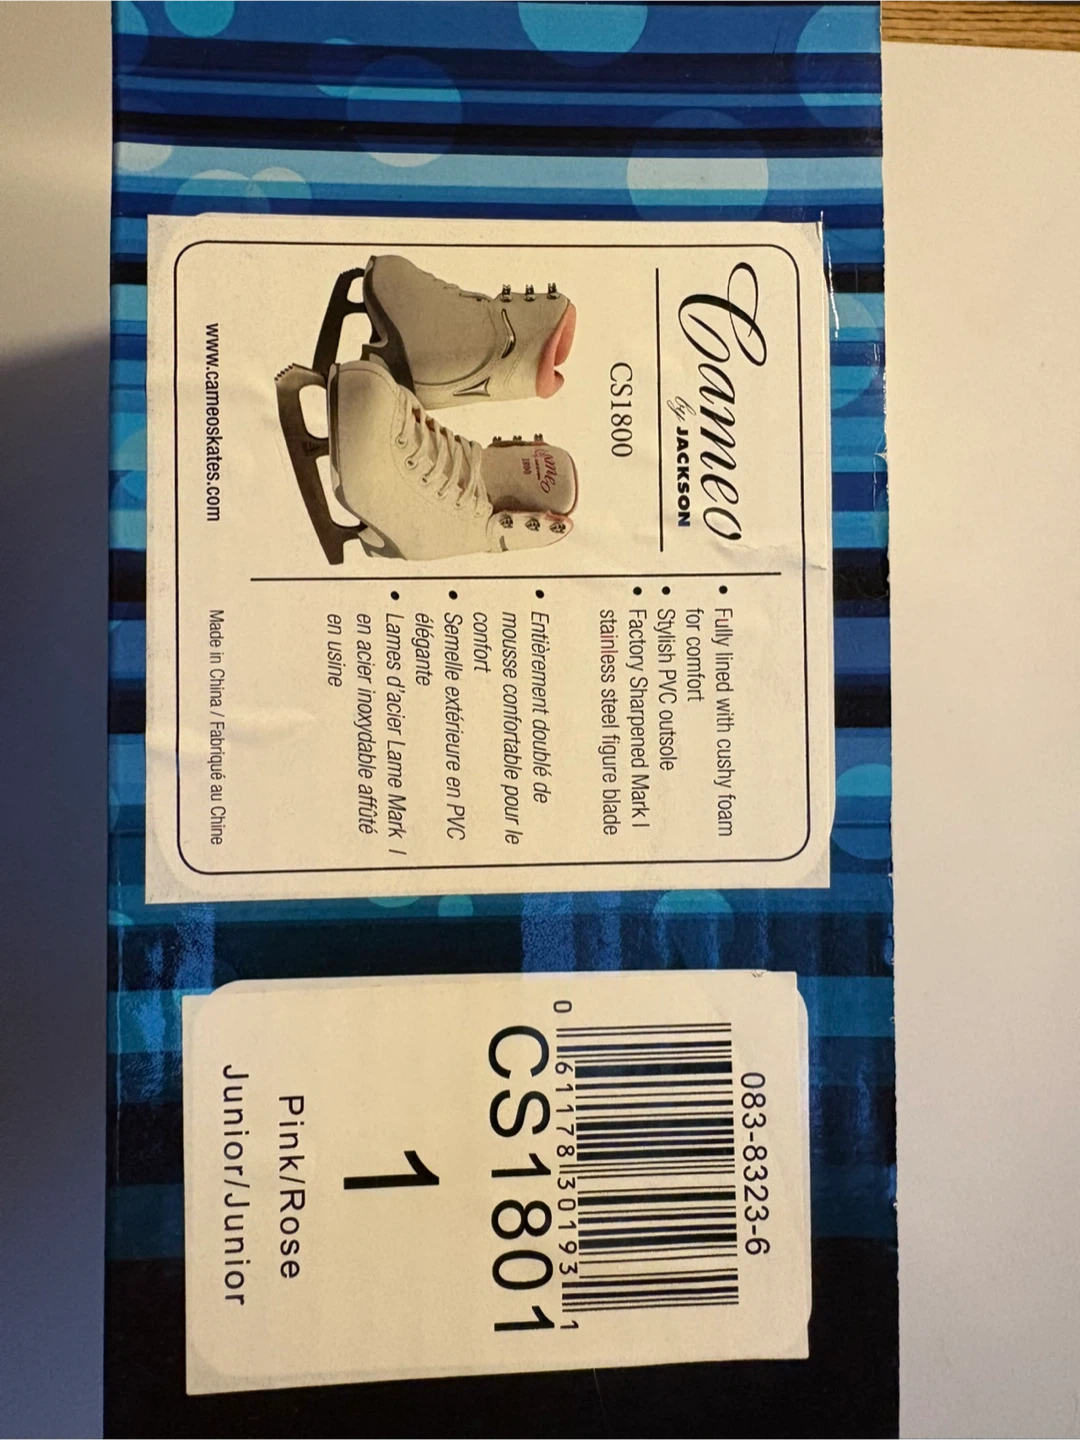 Cameo
by JACKSON
CS1800
Cameo
www.cameoskates.com
• Fully lined with cushy foam
for comfort
• Stylish PVC outsole
• Factory Sharpened Mark I
stainless steel figure blade
• Entièrement doublé de
mousse confortable pour le
confort
• Semelle extérieure en PVC
élégante
• Lames d'acier Lame Mark I
en acier inoxydable affûté
en usine
Made in China / Fabriqué au Chine
083-8323-6
0 61178 30193 1
CS1801
1
Pink/Rose
Junior/Junior